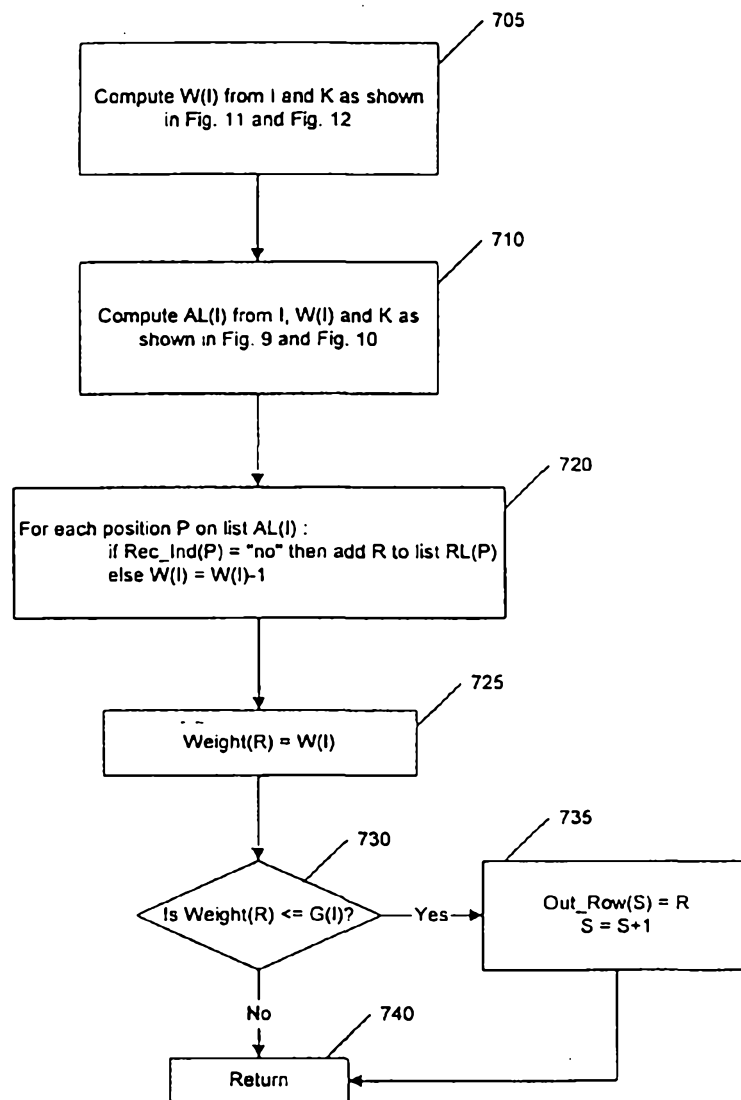 705
Compute W(I) from I and K as shown
in Fig. 11 and Fig. 12
710
Compute AL(I) from I, W(I) and K as
shown in Fig. 9 and Fig. 10
720
For each position P on list AL(I) :
if Rec_Ind(P) = "no" then add R to list RL(P)
else W(I) = W(I)-1
725
Weight(R) = W(I)
730
Is Weight(R) <= G(I)?
Yes
735
Out_Row(S) = R
S = S+1
No
740
Return